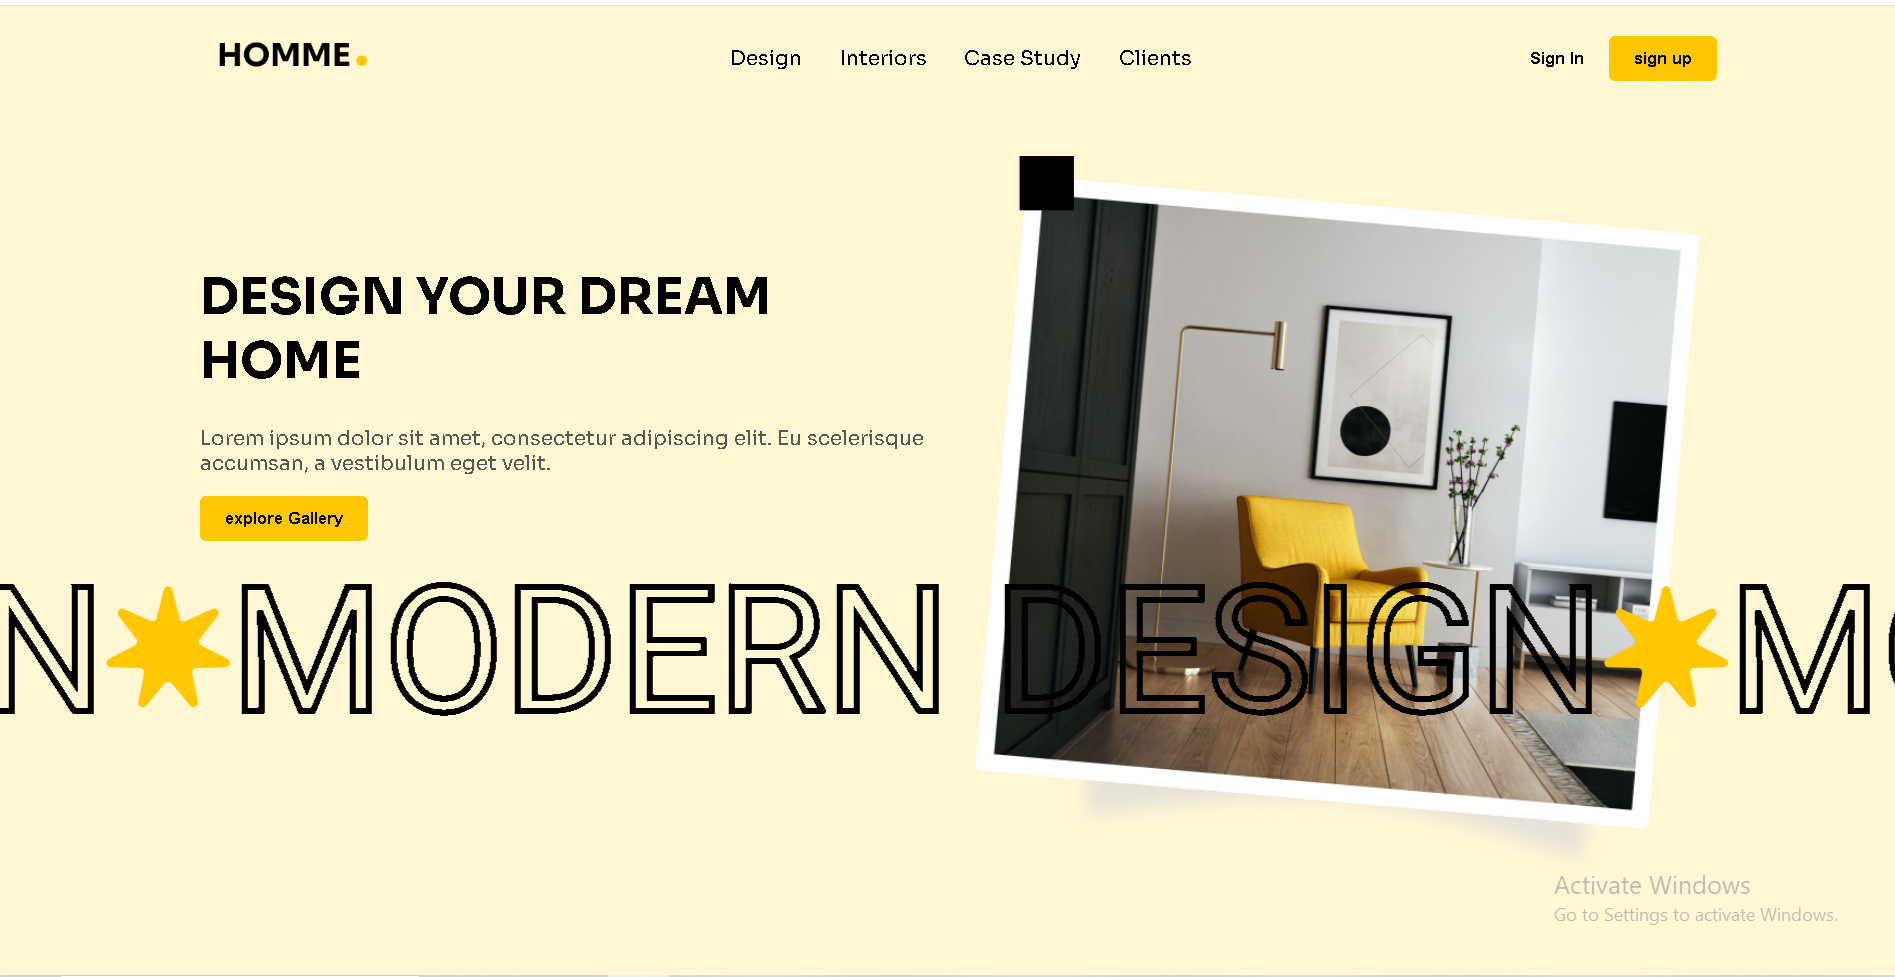 HOMME.
Design Interiors Case Study Clients
Sign In sign up
DESIGN YOUR DREAM
HOME
Lorem ipsum dolor sit amet, consectetur adipiscing elit. Eu scelerisque
accumsan, a vestibulum eget velit.
explore Gallery
N MODERN DESIGN M
Activate Windows
Go to Settings to activate Windows.